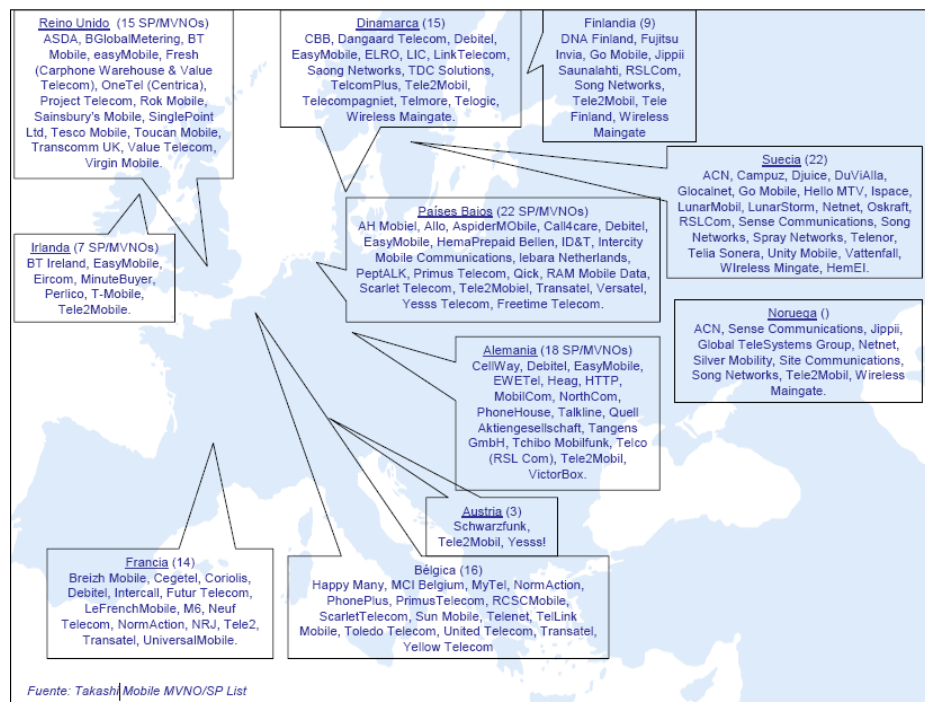 Reino Unido (15 SP/MVNOs)
ASDA, BGlobalMetering, BT
Mobile, easyMobile, Fresh
(Carphone Warehouse & Value
Telecom), OneTel (Centrica),
Project Telecom, Rok Mobile,
Sainsbury's Mobile, SinglePoint
Ltd, Tesco Mobile, Toucan Mobile,
Transcomm UK, Value Telecom,
Virgin Mobile.
Dinamarca (15)
CBB, Dangaard Telecom, Debitel,
EasyMobile, ELRO, LIC, LinkTelecom,
Saong Networks, TDC Solutions,
TelcomPlus, Tele2Mobil,
Telecompagniet, Telmore, Telogic,
Wireless Maingate.
Finlandia (9)
DNA Finland, Fujitsu
Invia, Go Mobile, Jippii
Saunalahti, RSLCom,
Song Networks,
Tele2Mobil, Tele
Finland, Wireless
Maingate
Suecia (22)
ACN, Campuz, Djuice, DuViAlla,
Glocalnet, Go Mobile, Hello MTV, Ispace,
LunarMobil, LunarStorm, Netnet, Oskraft,
RSLCom, Sense Communications, Song
Networks, Spray Networks, Telenor,
Telia Sonera, Unity Mobile, Vattenfall,
WIreless Mingate, HemEl.
Países Bajos (22 SP/MVNOs)
AH Mobiel, Allo, AspiderMObile, Call4care, Debitel,
EasyMobile, HemaPrepaid Bellen, ID&T, Intercity
Mobile Communications, lebara Netherlands,
PeptALK, Primus Telecom, Qick, RAM Mobile Data,
Scarlet Telecom, Tele2Mobiel, Transatel, Versatel,
Yesss Telecom, Freetime Telecom.
Irlanda (7 SP/MVNOs)
BT Ireland, EasyMobile,
Eircom, MinuteBuyer,
Perlico, T-Mobile,
Tele2Mobile.
Noruega ()
ACN, Sense Communications, Jippii,
Global TeleSystems Group, Netnet,
Silver Mobility, Site Communications,
Song Networks, Tele2Mobil, Wireless
Maingate.
Alemania (18 SP/MVNOs)
CellWay, Debitel, EasyMobile,
EWETel, Heag, HTTP,
MobilCom, NorthCom,
PhoneHouse, Talkline, Quell
Aktiengesellschaft, Tangens
GmbH, Tchibo Mobilfunk, Telco
(RSL Com), Tele2Mobil,
VictorBox.
Austria (3)
Schwarzfunk,
Tele2Mobil, Yesss!
Francia (14)
Breizh Mobile, Cegetel, Coriolis,
Debitel, Intercall, Futur Telecom,
LeFrenchMobile, M6, Neuf
Telecom, NormAction, NRJ, Tele2,
Transatel, UniversalMobile.
Bélgica (16)
Happy Many, MCI Belgium, MyTel, NormAction,
PhonePlus, PrimusTelecom, RCSCMobile,
ScarletTelecom, Sun Mobile, Telenet, TelLink
Mobile, Toledo Telecom, United Telecom, Transatel,
Yellow Telecom
Fuente: Takashi Mobile MVNO/SP List